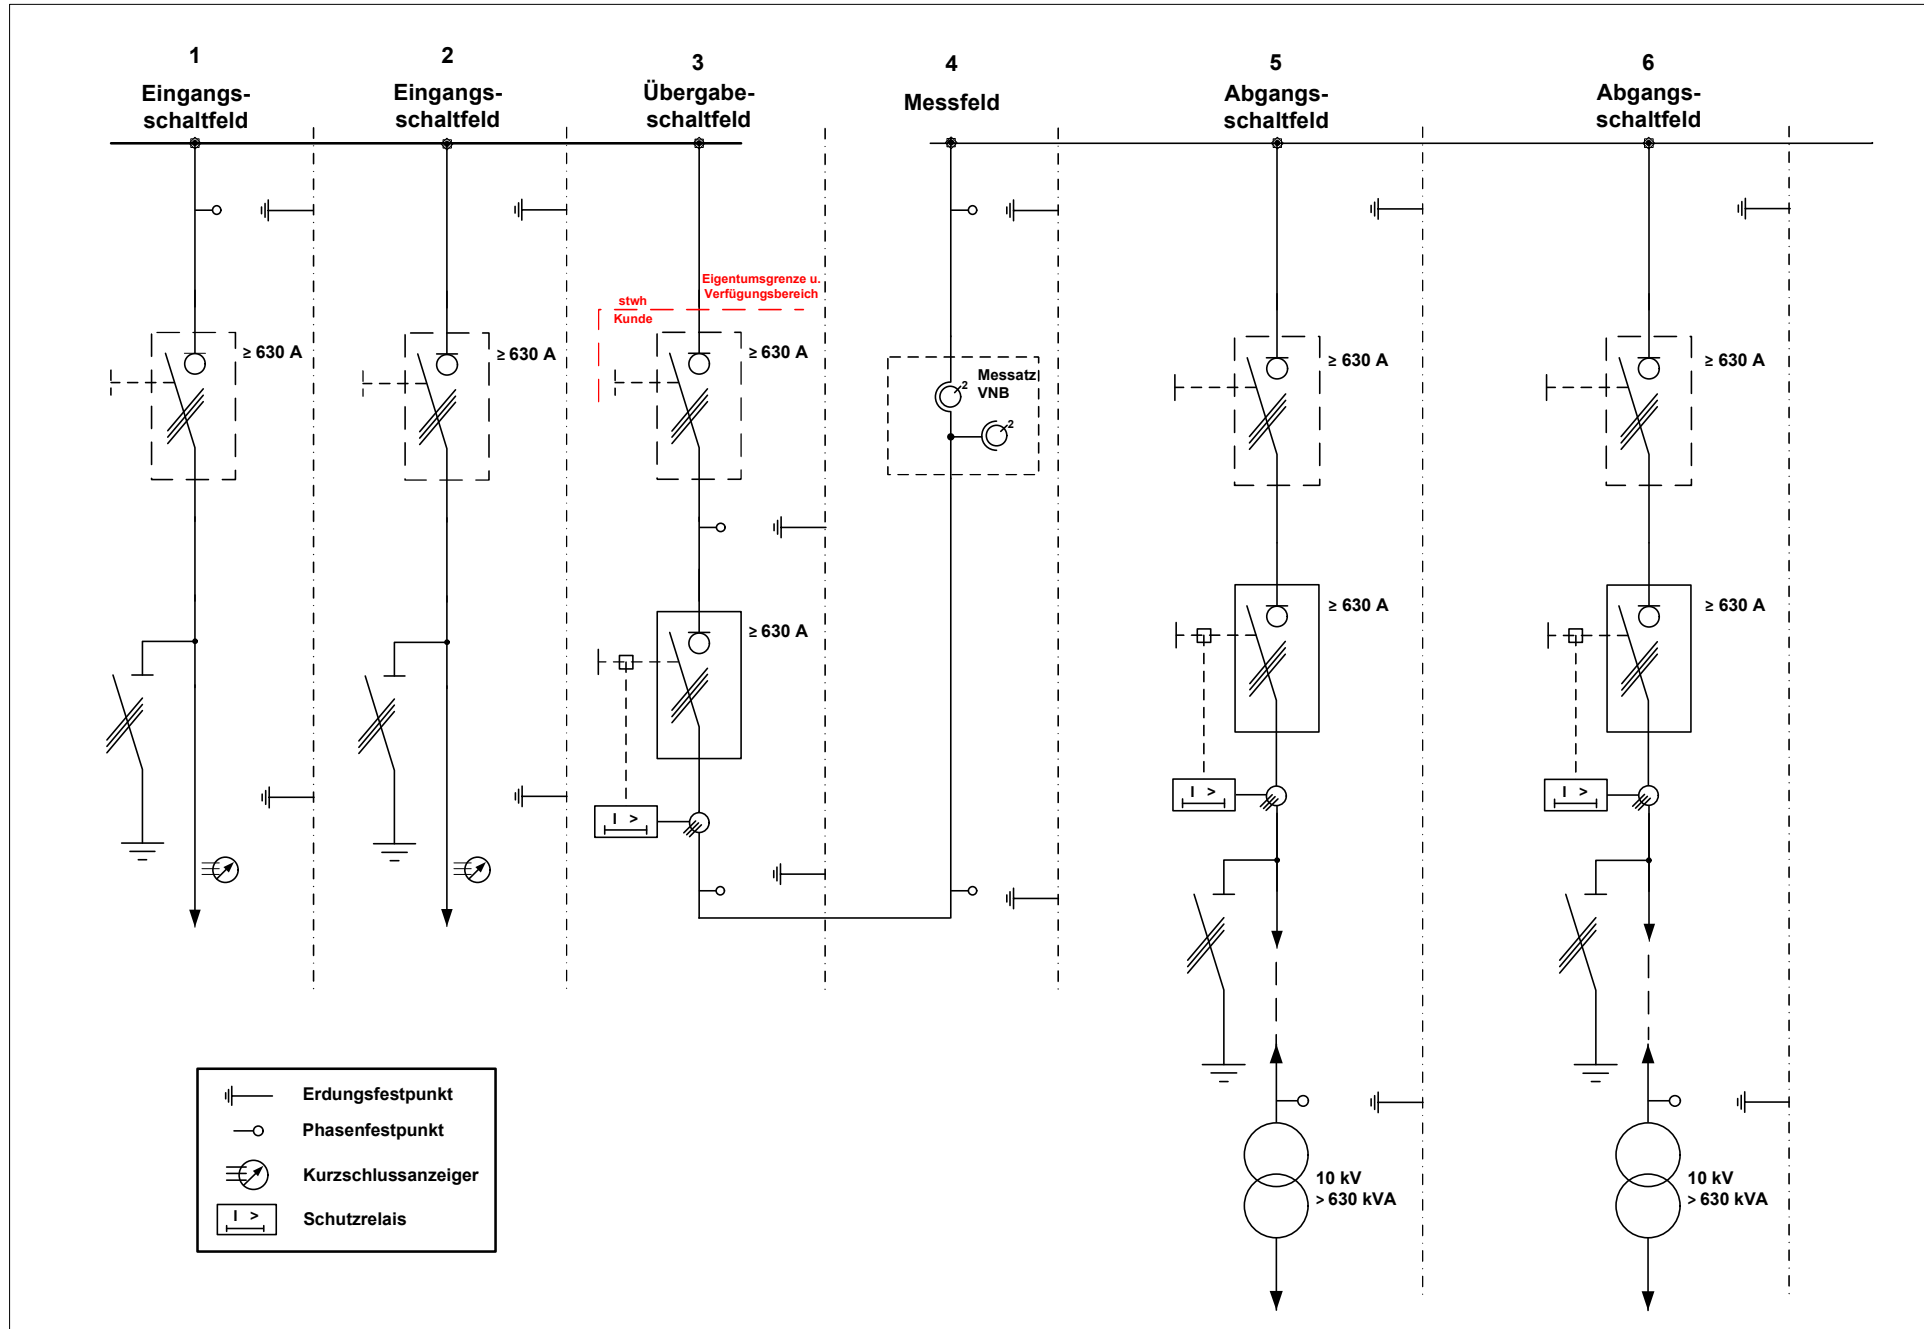 1
Eingangs-
schaltfeld
2
Eingangs-
schaltfeld
3
Übergabe-
schaltfeld
4
Messfeld
5
Abgangs-
schaltfeld
6
Abgangs-
schaltfeld
Eigentumsgrenze u.
Verfügungsbereich
stwh
Kunde
≥ 630 A
≥ 630 A
≥ 630 A
Messatz
VNB
2
2
≥ 630 A
≥ 630 A
≥ 630 A
≥ 630 A
≥ 630 A
I >
I >
I >
10 kV
> 630 kVA
10 kV
> 630 kVA
Erdungsfestpunkt
Phasenfestpunkt
Kurzschlussanzeiger
I >
Schutzrelais